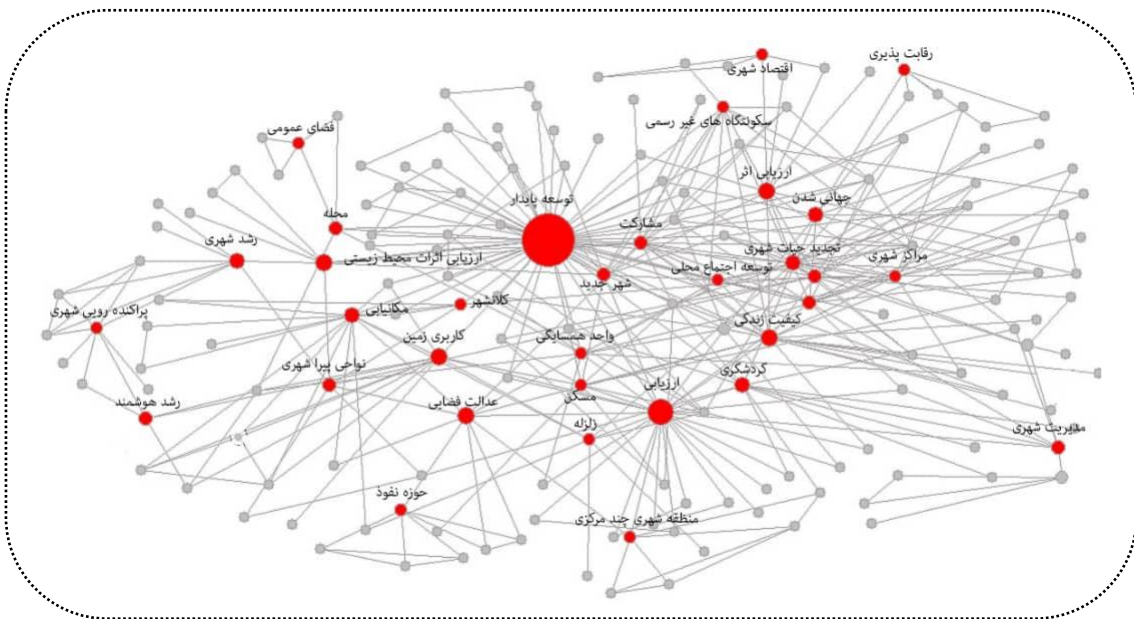 اقتصاد شهری
رقابت پذیری
سکونتگاه های غیر رسمی
فضای عمومی
ارزیابی اثر
توسعه پایدار
جهانی شدن
محله
مشارکت
رشد شهری
تجدید حیات شهری
ارزیابی اثرات محیط زیستی
مراکز شهری
توسعه اجتماع محلی
شهر جدید
کلانشهر
مکانیابی
پراکنده رویی شهری
کیفیت زندگی
کاربری زمین
واحد همسایگی
نواحی پیرا شهری
گردشگری
ارزیابی
مسکن
عدالت فضایی
رشد هوشمند
زلزله
مدیریت شهری
حوزه نفوذ
منطقه شهری چند مرکزی